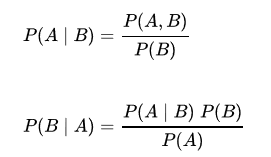 P(A | B) = P(A, B) / P(B)
P(B | A) = P(A | B) P(B) / P(A)